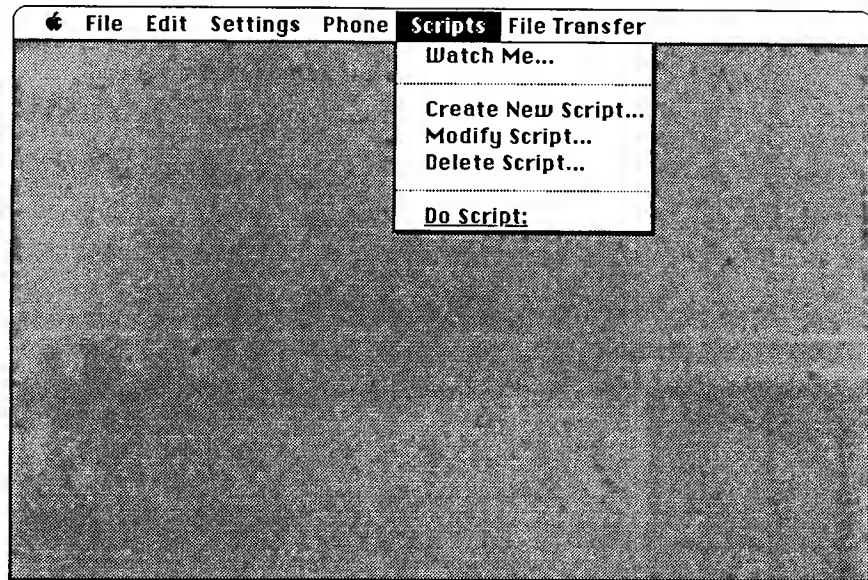 File Edit Settings Phone Scripts File Transfer
Watch Me...
Create New Script...
Modify Script...
Delete Script...
Do Script: